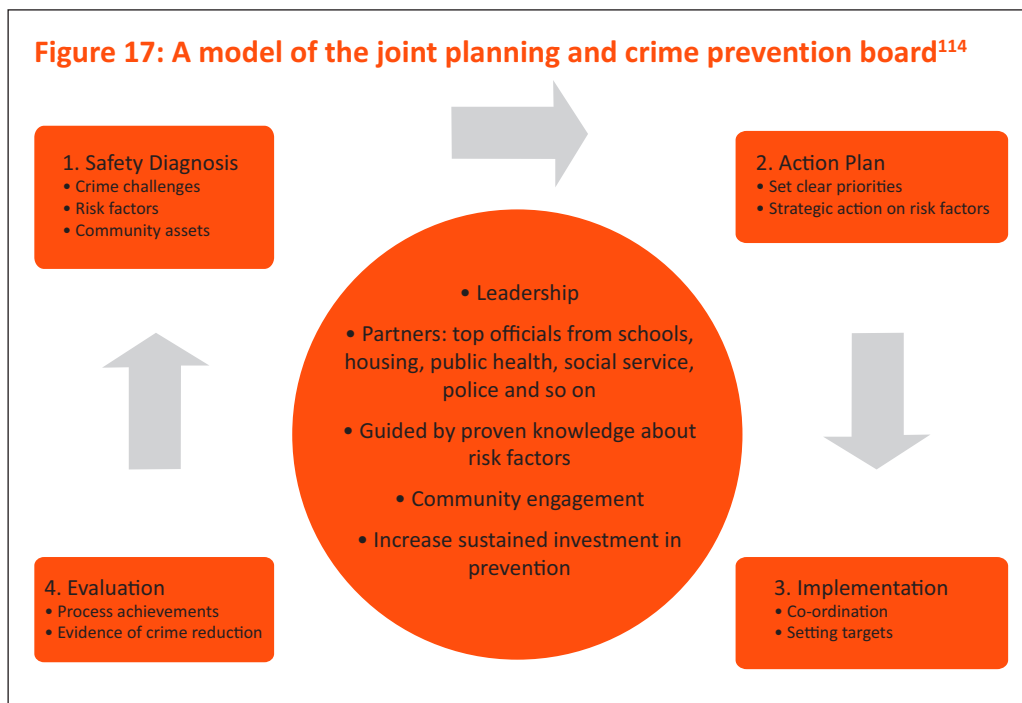 Figure 17: A model of the joint planning and crime prevention board114
1. Safety Diagnosis
• Crime challenges
• Risk factors
• Community assets
2. Action Plan
• Set clear priorities
• Strategic action on risk factors
• Leadership
• Partners: top officials from schools,
housing, public health, social service,
police and so on
• Guided by proven knowledge about
risk factors
• Community engagement
• Increase sustained investment in
prevention
3. Implementation
• Co-ordination
• Setting targets
4. Evaluation
• Process achievements
• Evidence of crime reduction